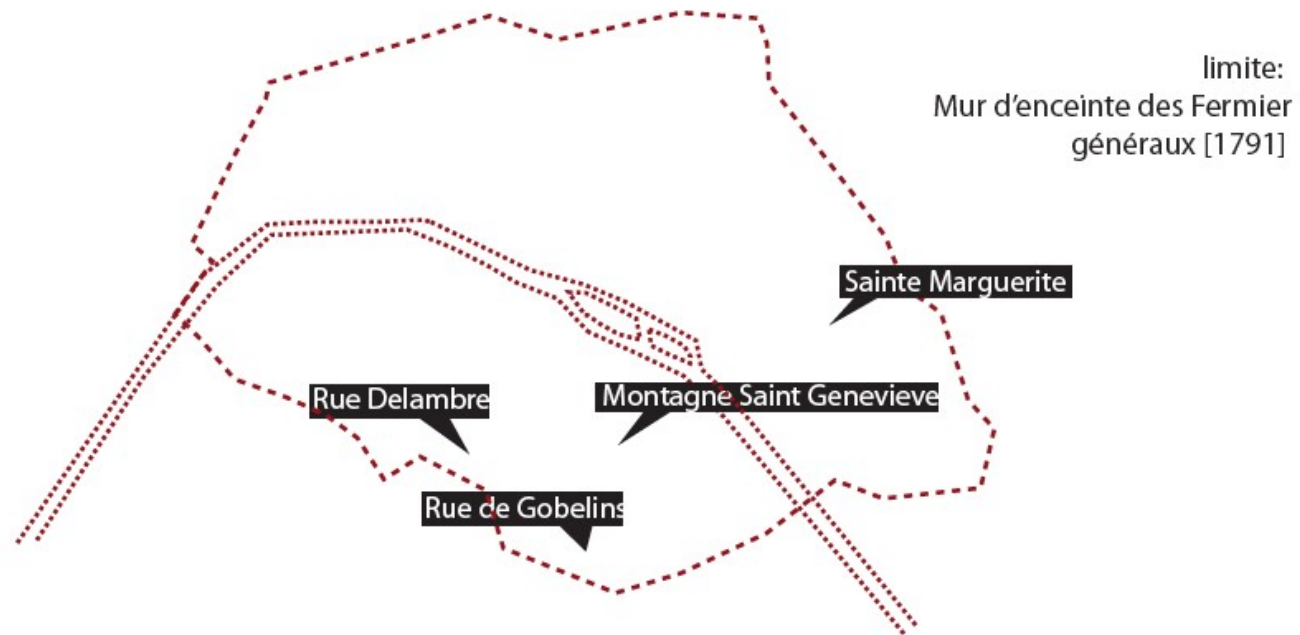 limite:
Mur d'enceinte des Fermier
généraux [1791]
Sainte Marguerite
Rue Delambre
Montagne Saint Genevieve
Rue de Gobelins